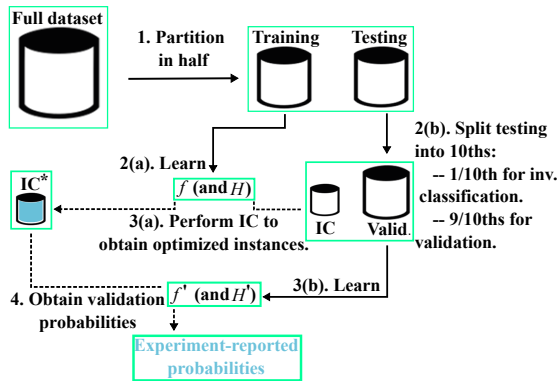 Full dataset
1. Partition
in half
Training
Testing
2(a). Learn
2(b). Split testing
into 10ths:
-- 1/10th for inv.
classification.
-- 9/10ths for
validation.
IC*
f (and H)
3(a). Perform IC to
obtain optimized instances.
IC
Valid.
3(b). Learn
4. Obtain validation
probabilities
f' (and H')
Experiment-reported
probabilities